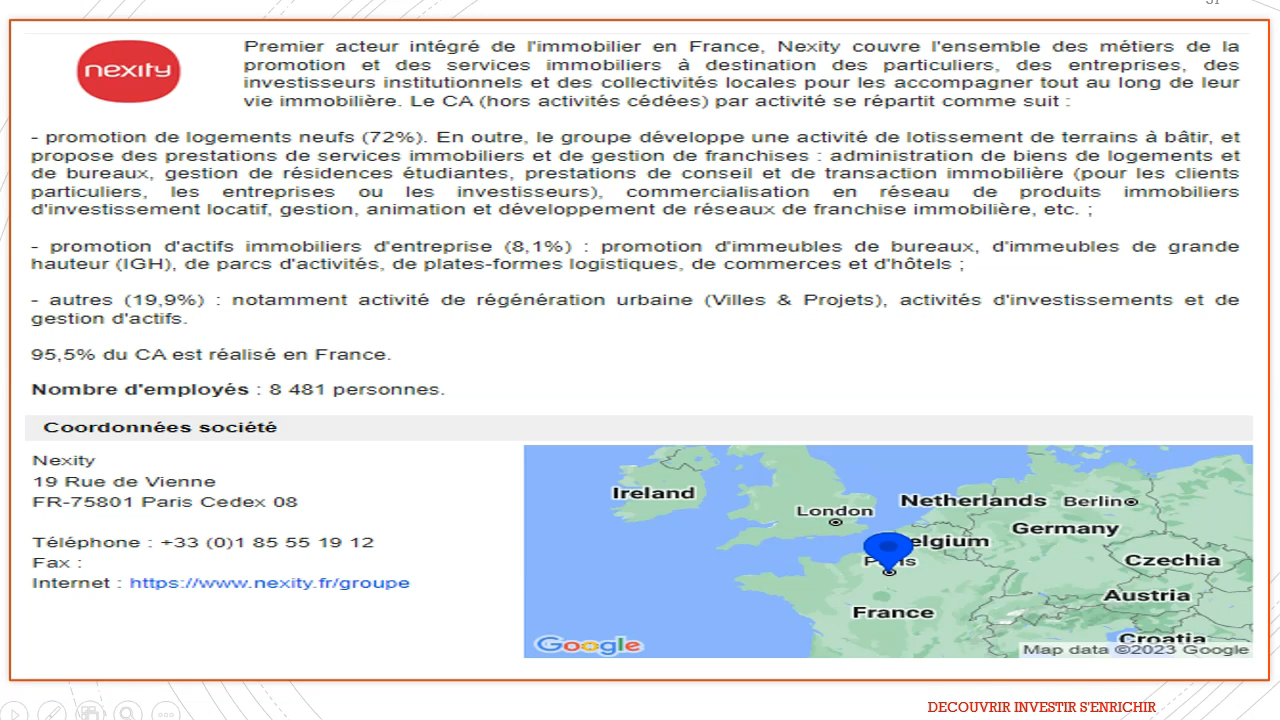 nexity
Premier acteur intégré de l'immobilier en France, Nexity couvre l'ensemble des métiers de la
promotion et des services immobiliers à destination des particuliers, des entreprises, des
investisseurs institutionnels et des collectivités locales pour les accompagner tout au long de leur
vie immobilière. Le CA (hors activités cédées) par activité se répartit comme suit :
- promotion de logements neufs (72%). En outre, le groupe développe une activité de lotissement de terrains à bâtir, et
propose des prestations de services immobiliers et de gestion de franchises : administration de biens de logements et
de bureaux, gestion de résidences étudiantes, prestations de conseil et de transaction immobilière (pour les clients
particuliers, les entreprises ou les investisseurs), commercialisation en réseau de produits immobiliers
d'investissement locatif, gestion, animation et développement de réseaux de franchise immobilière, etc. ;
- promotion d'actifs immobiliers d'entreprise (8,1%) : promotion d'immeubles de bureaux, d'immeubles de grande
hauteur (IGH), de parcs d'activités, de plates-formes logistiques, de commerces et d'hôtels ;
- autres (19,9%) : notamment activité de régénération urbaine (Villes & Projets), activités d'investissements et de
gestion d'actifs.
95,5% du CA est réalisé en France.
Nombre d'employés : 8 481 personnes.
Coordonnées société
Nexity
19 Rue de Vienne
FR-75801 Paris Cedex 08
Téléphone : +33 (0)1 85 55 19 12
Fax :
Internet : https://www.nexity.fr/groupe
Ireland
London
Netherlands
Berlin
Germany
elgium
Czechia
Austria
France
Croatia
Google
Map data ©2023 Google
DECOUVRIR INVESTIR S'ENRICHIR